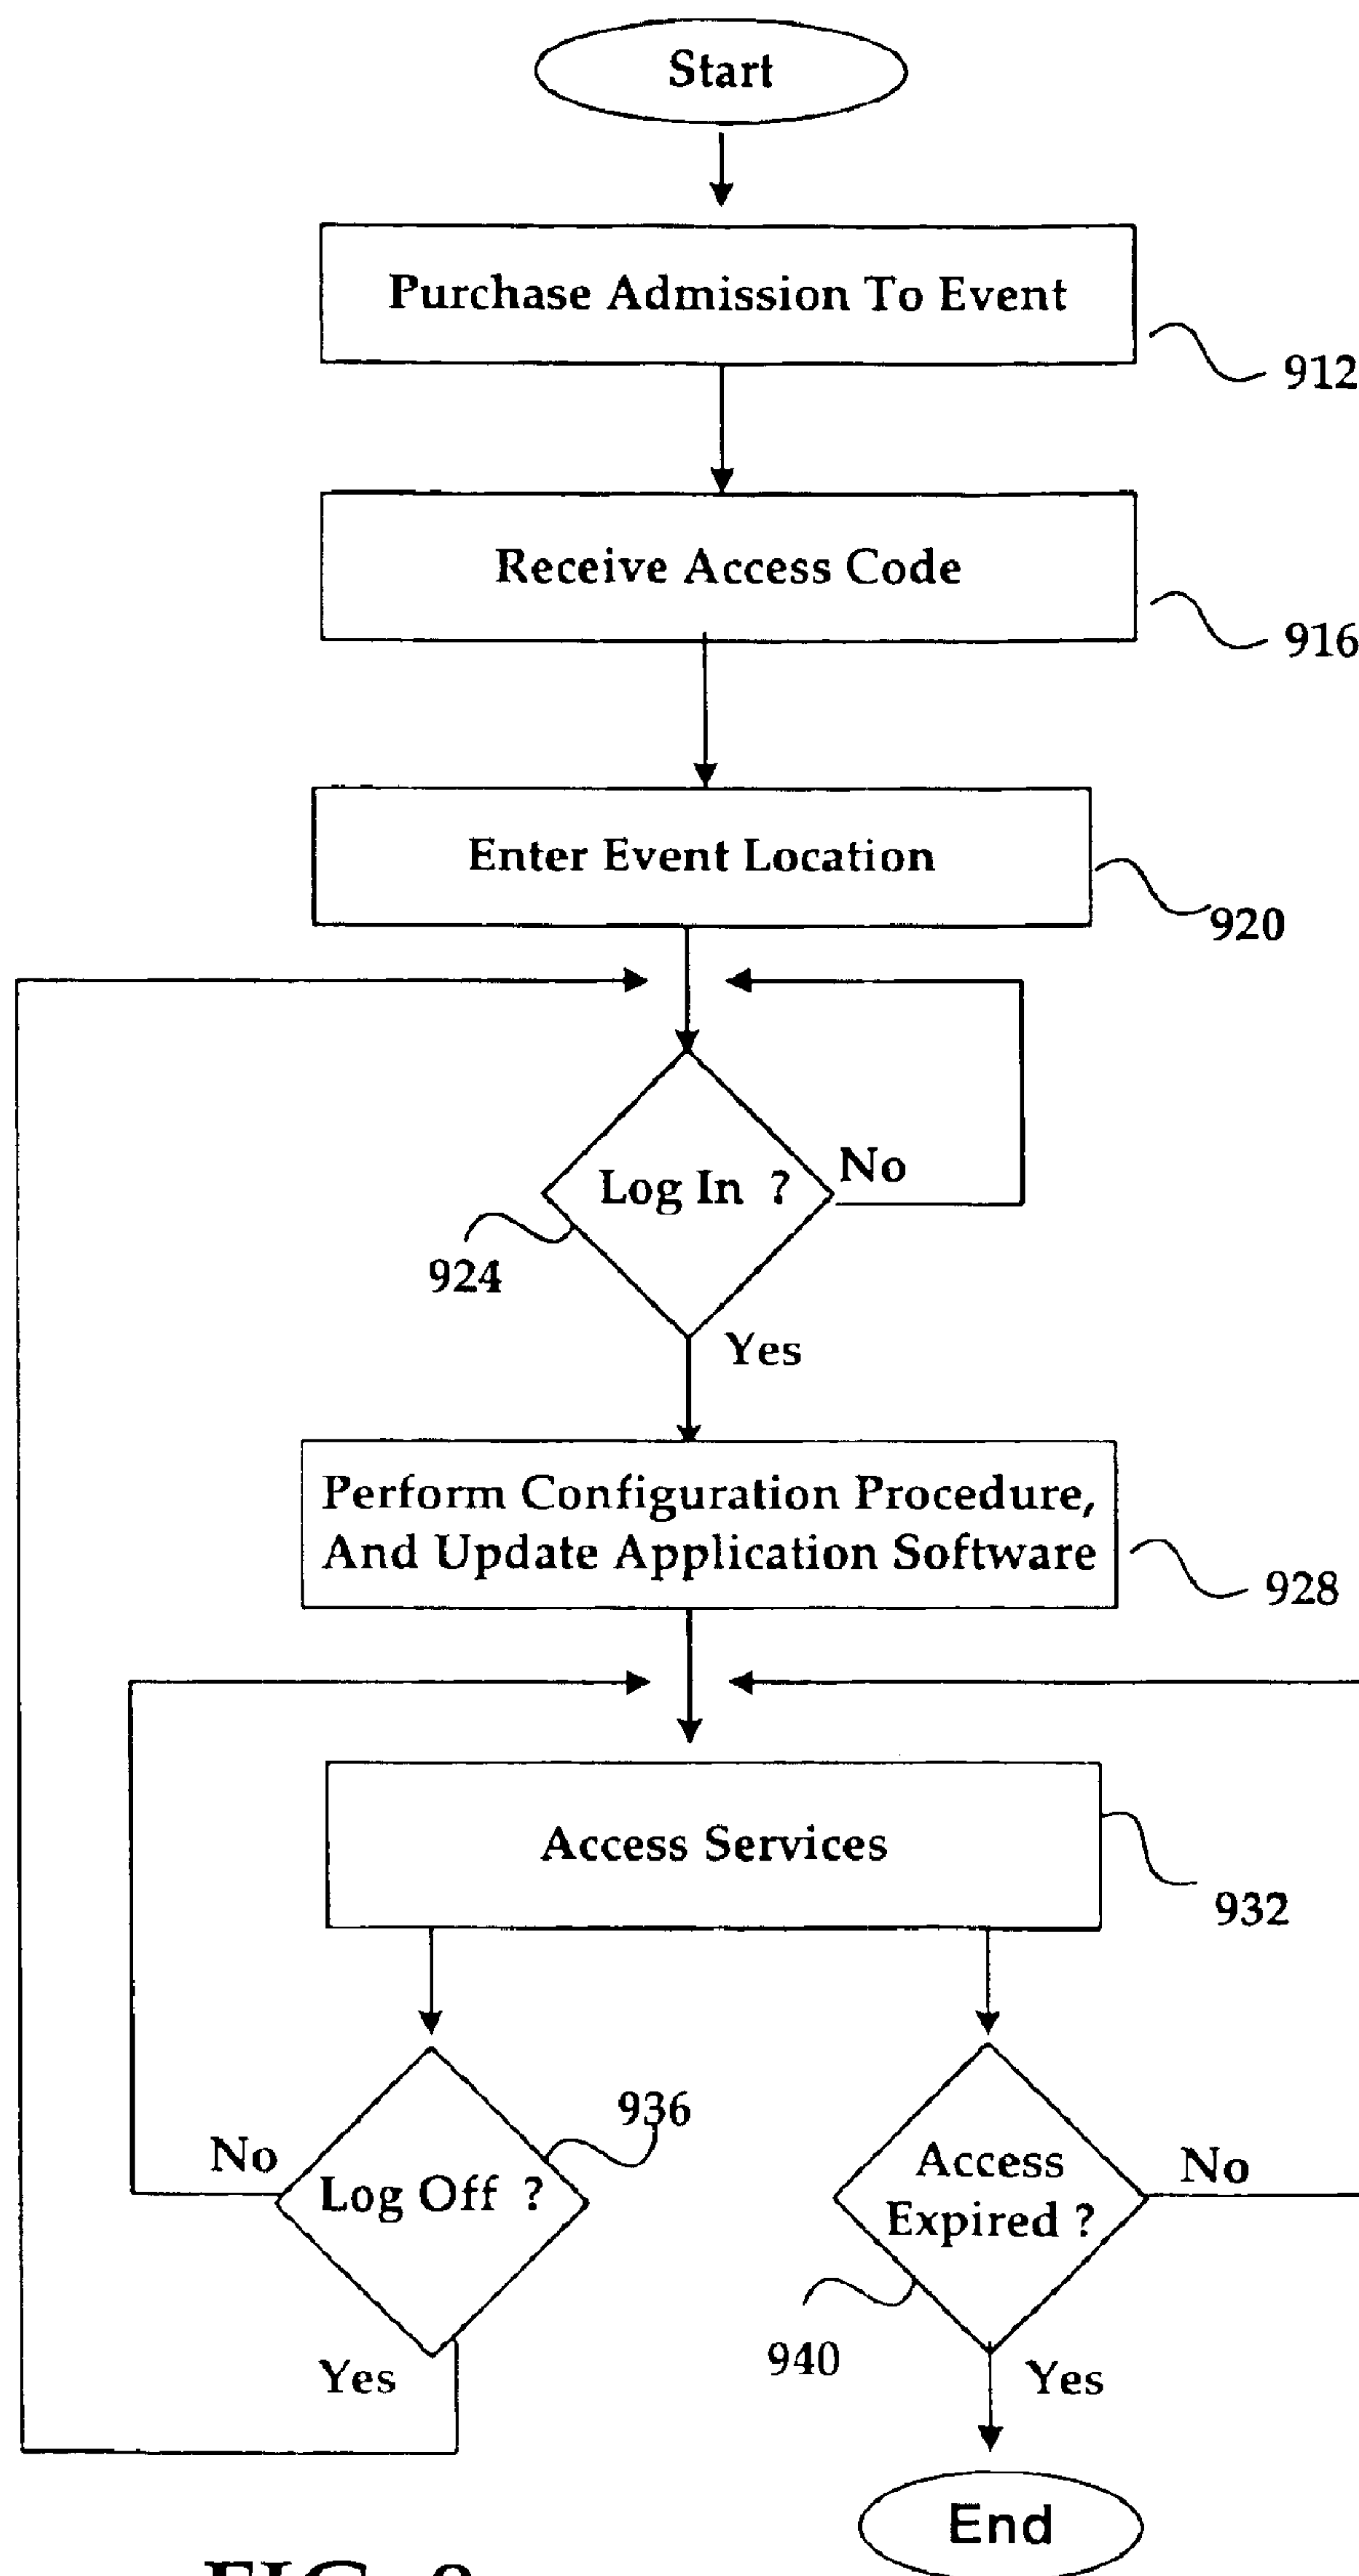 Start
Purchase Admission To Event
912
Receive Access Code
916
Enter Event Location
920
Log In ?
No
924
Yes
Perform Configuration Procedure,
And Update Application Software
928
Access Services
932
936
No
Log Off ?
Yes
Access
Expired ?
No
940
Yes
End